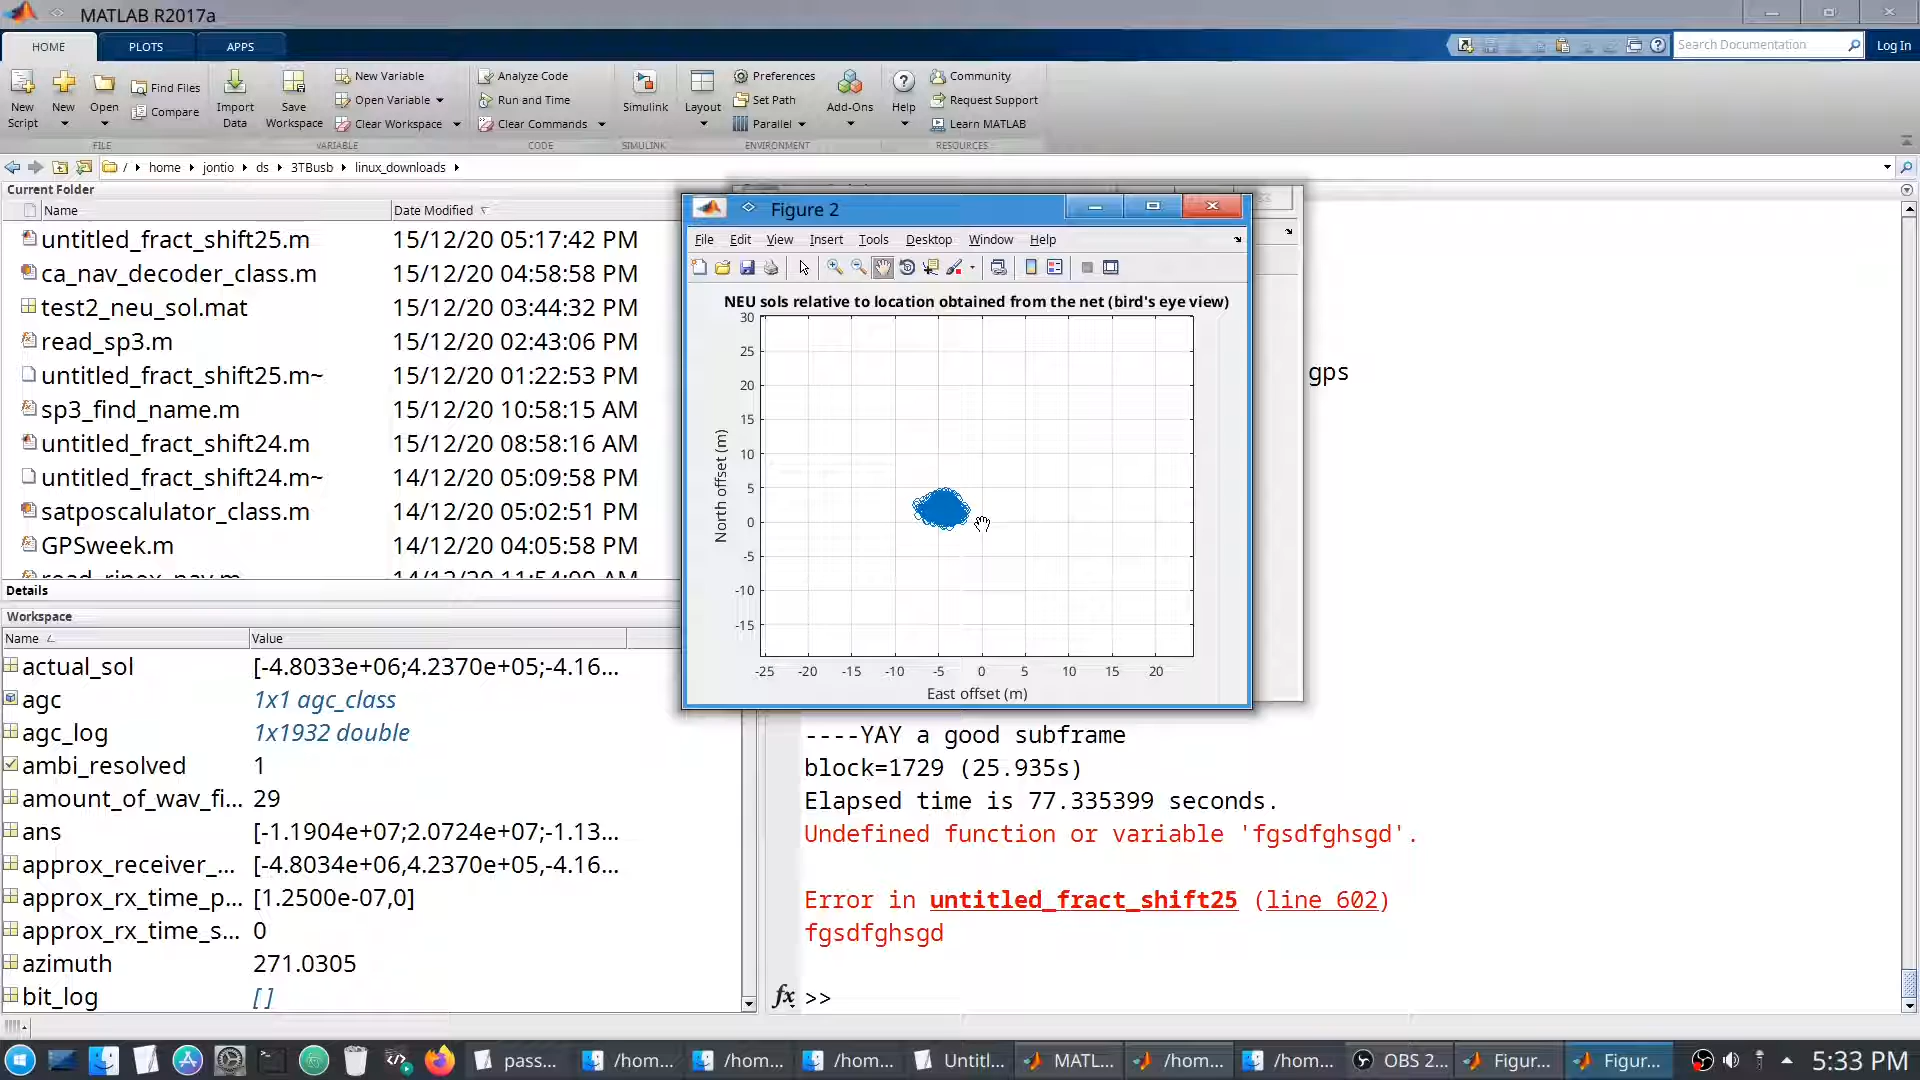 MATLAB R2017a
HOME
PLOTS
APPS
Search Documentation
Log In
New Script
New
Open
Find Files
Compare
FILE
Import Data
Save Workspace
New Variable
Open Variable
Clear Workspace
VARIABLE
Analyze Code
Run and Time
Clear Commands
CODE
Simulink
SIMULINK
Layout
Preferences
Set Path
Parallel
ENVIRONMENT
Add-Ons
Help
Community
Request Support
Learn MATLAB
RESOURCES
/ home jontio ds 3TBusb linux_downloads
Current Folder
Name Date Modified
untitled_fract_shift25.m 15/12/20 05:17:42 PM
ca_nav_decoder_class.m 15/12/20 04:58:58 PM
test2_neu_sol.mat 15/12/20 03:44:32 PM
read_sp3.m 15/12/20 02:43:06 PM
untitled_fract_shift25.m~ 15/12/20 01:22:53 PM
sp3_find_name.m 15/12/20 10:58:15 AM
untitled_fract_shift24.m 15/12/20 08:58:16 AM
untitled_fract_shift24.m~ 14/12/20 05:09:58 PM
satposcalulator_class.m 14/12/20 05:02:51 PM
GPSweek.m 14/12/20 04:05:58 PM
read_rinex_nav.m 14/12/20 11:54:00 AM
Details
Workspace
Name Value
actual_sol [-4.8033e+06;4.2370e+05;-4.16...
agc 1x1 agc_class
agc_log 1x1932 double
ambi_resolved 1
amount_of_wav_fi... 29
ans [-1.1904e+07;2.0724e+07;-1.13...
approx_receiver_... [-4.8034e+06,4.2370e+05,-4.16...
approx_rx_time_p... [1.2500e-07,0]
approx_rx_time_s... 0
azimuth 271.0305
bit_log []
Figure 2
File Edit View Insert Tools Desktop Window Help
NEU sols relative to location obtained from the net (bird's eye view)
30
25
20
15
10
5
0
-5
-10
-15
North offset (m)
-25 -20 -15 -10 -5 0 5 10 15 20
East offset (m)
gps
----YAY a good subframe
block=1729 (25.935s)
Elapsed time is 77.335399 seconds.
Undefined function or variable 'fgsdfghsgd'.
Error in untitled_fract_shift25 (line 602)
fgsdfghsgd
fx >>
pass... /hom... /hom... /hom... Untitl... MATL... /hom... /hom... OBS 2... Figur... Figur... 5:33 PM